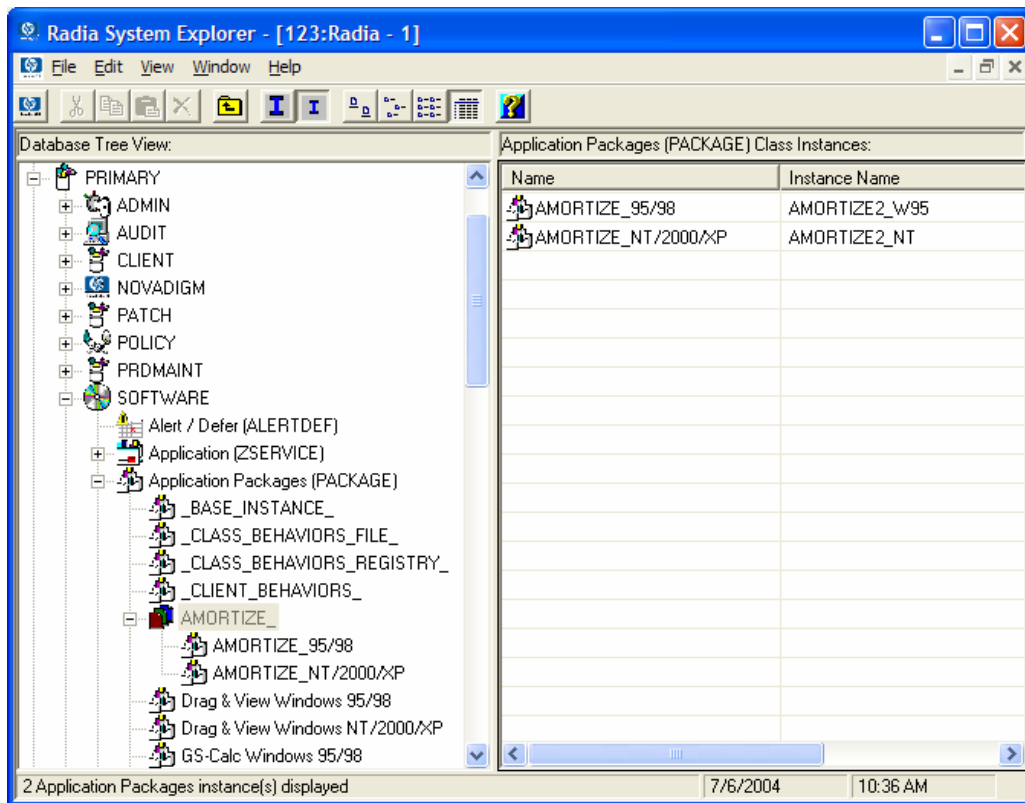 Radia System Explorer - [123:Radia - 1]
File Edit View Window Help
Database Tree View:
Application Packages (PACKAGE) Class Instances:
PRIMARY
ADMIN
AUDIT
CLIENT
NOVADIGM
PATCH
POLICY
PRDMAINT
SOFTWARE
Alert / Defer (ALERTDEF)
Application (ZSERVICE)
Application Packages (PACKAGE)
_BASE_INSTANCE_
_CLASS_BEHAVIORS_FILE_
_CLASS_BEHAVIORS_REGISTRY_
_CLIENT_BEHAVIORS_
AMORTIZE_
AMORTIZE_95/98
AMORTIZE_NT/2000/XP
Drag & View Windows 95/98
Drag & View Windows NT/2000/XP
GS-Calc Windows 95/98
Name Instance Name
AMORTIZE_95/98 AMORTIZE2_W95
AMORTIZE_NT/2000/XP AMORTIZE2_NT
2 Application Packages instance(s) displayed 7/6/2004 10:36 AM